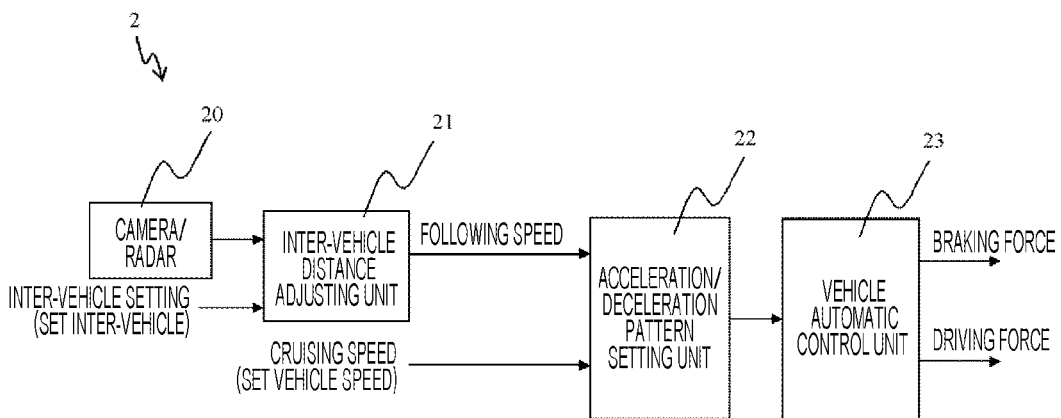 2
20
21
22
23
CAMERA/
RADAR
INTER-VEHICLE SETTING
(SET INTER-VEHICLE)
INTER-VEHICLE
DISTANCE
ADJUSTING UNIT
FOLLOWING SPEED
CRUISING SPEED
(SET VEHICLE SPEED)
ACCELERATION/
DECELERATION
PATTERN
SETTING UNIT
VEHICLE
AUTOMATIC
CONTROL UNIT
BRAKING FORCE
DRIVING FORCE